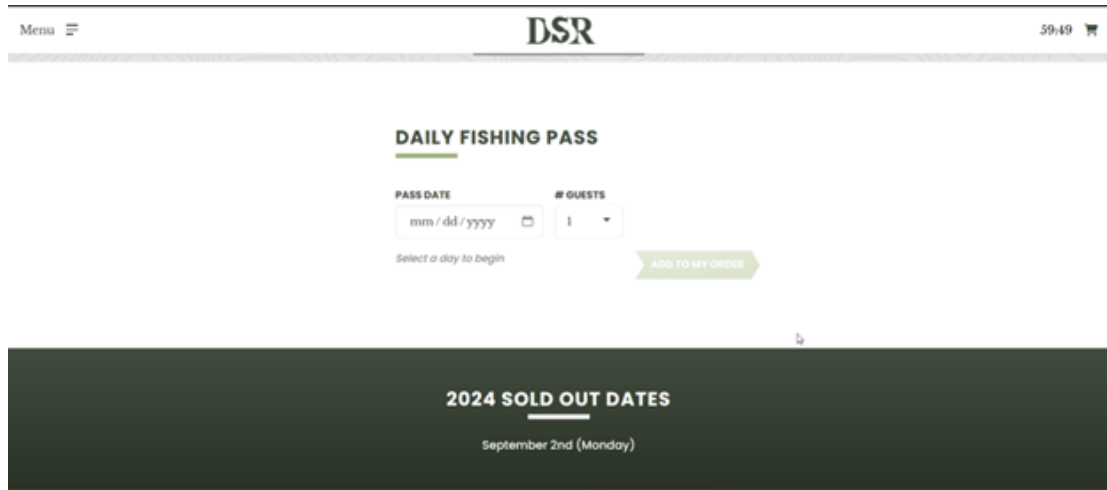 Menu
DSR
59:49
DAILY FISHING PASS
PASS DATE
# GUESTS
mm/dd/yyyy
1
Select a day to begin
ADD TO MY ORDER
2024 SOLD OUT DATES
September 2nd (Monday)